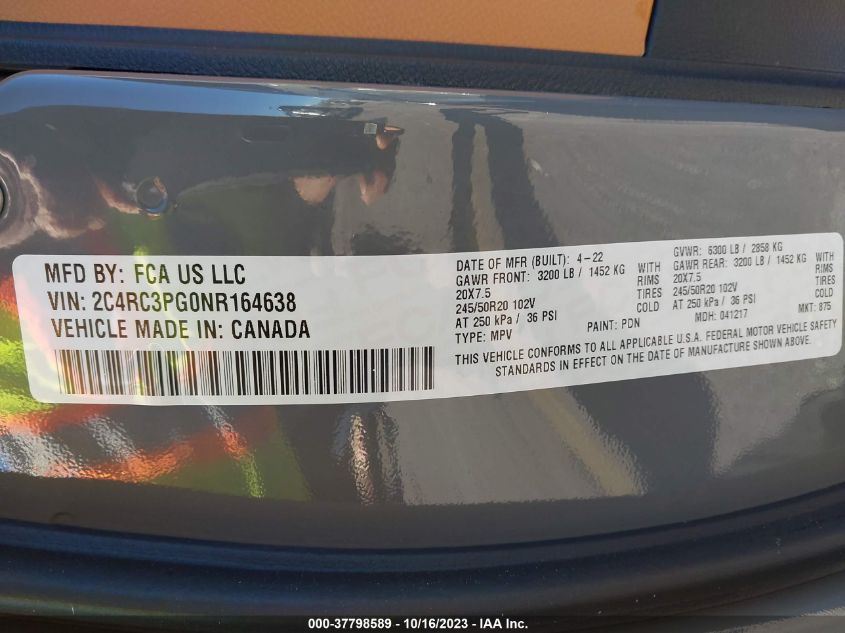 MFD BY: FCA US LLC
VIN: 2C4RC3PG0NR164638
VEHICLE MADE IN: CANADA
DATE OF MFR (BUILT): 4-22
GVWR: 6300 LB / 2858 KG
GAWR FRONT: 3200 LB / 1452 KG WITH
GAWR REAR: 3200 LB / 1452 KG WITH
20X7.5 RIMS
20X7.5 RIMS
245/50R20 102V TIRES
245/50R20 102V TIRES
AT 250 kPa / 36 PSI COLD
AT 250 kPa / 36 PSI COLD
TYPE: MPV PAINT: PDN MDH: 041217 MKT: 875
THIS VEHICLE CONFORMS TO ALL APPLICABLE U.S.A. FEDERAL MOTOR VEHICLE SAFETY
STANDARDS IN EFFECT ON THE DATE OF MANUFACTURE SHOWN ABOVE.
000-37798589 / 10/16/2023 - IAA Inc.